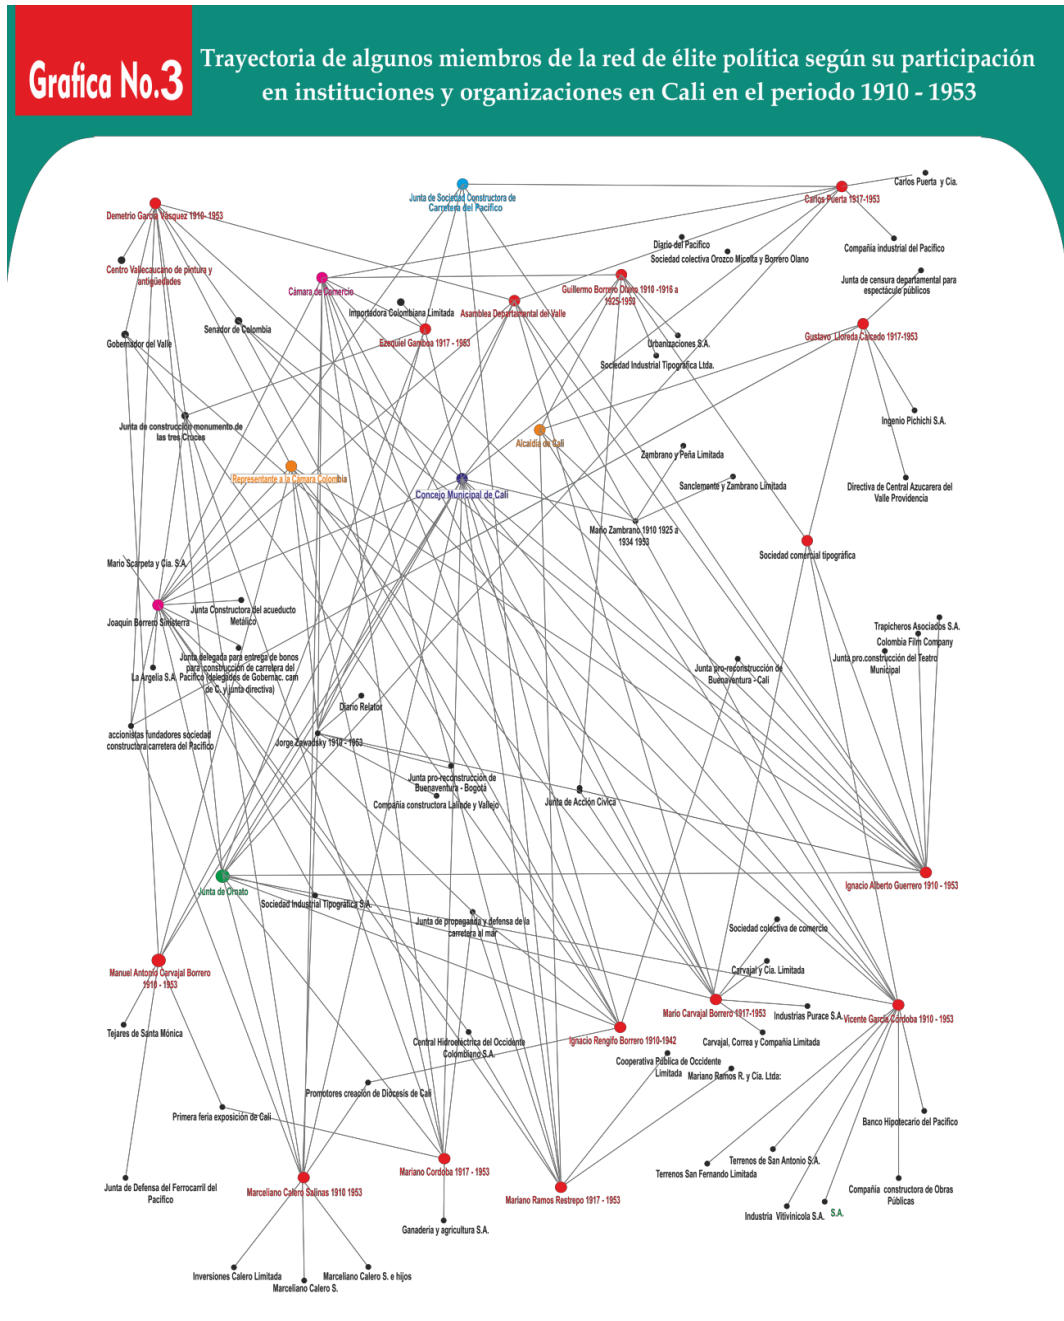 Grafica No.3
Trayectoria de algunos miembros de la red de élite política según su participación
en instituciones y organizaciones en Cali en el periodo 1910 - 1953
Carlos Puerta y Cia.
Junta de Sociedad Constructora de
Carretera del Pacífico
Carlos Puerta 1917-1953
Demetrio García Vásquez 1910- 1953
Diario del Pacifico
Sociedad colectiva Orozco Micolta y Borrero Olano
Compañia industrial del Pacifico
Centro Vallecaucano de pintura y
antigüedades
Junta de censura departamental para
espectáculo públicos
Cámara de Comercio
Guillermo Borrero Olano 1910 -1916 a
1925-1953
Importadora Colombiana Limitada
Asamblea Departamental del Valle
Senador de Colombia
Gobernador del Valle
Ezequiel Gamboa 1917 - 1953
Urbanizaciones S.A.
Gustavo Lloreda Caicedo 1917-1953
Sociedad Industrial Tipográfica Ltda.
Ingenio Pichichi S.A.
Junta de construcción monumento de
las tres Cruces
Alcaldía de Cali
Zambrano y Peña Limitada
Representante a la Cámara Colombia
Sanclemente y Zambrano Limitada
Directiva de Central Azucarera del
Valle Providencia
Concejo Municipal de Cali
Mario Zambrano 1910 1925 a
1934 1953
Sociedad comercial tipográfica
Mario Scarpeta y Cia. S.A.
Junta Constructora del acueducto
Metálico
Joaquin Borrero Sinisterra
Trapicheros Asociados S.A.
Colombia Film Company
Junta pro.construcción del Teatro
Municipal
Junta delegada para entrega de bonos
para construcción de carretera del
Pacífico (delegados de Gobernac. cam
de C. y junta directiva)
La Argelia S.A
Junta pro-reconstrucción de
Buenaventura - Cali
Diario Relator
accionistas fundadores sociedad
constructora carretera del Pacífico
Jorge Zawadsky 1910 - 1953
Junta pro-reconstrucción de
Buenaventura - Bogotá
Compañia constructora Lalinde y Vallejo
Junta de Acción Cívica
Junta de Ornato
Ignacio Alberto Guerrero 1910 - 1953
Sociedad Industrial Tipográfica S.A.
Junta de propaganda y defensa de la
carretera al mar
Sociedad colectiva de comercio
Manuel Antonio Carvajal Borrero
1910 - 1953
Carvajal y Cia. Limitada
Mario Carvajal Borrero 1917-1953
Industrias Purace S.A.
Vicente García Córdoba 1910 - 1953
Tejares de Santa Mónica
Central Hidroeléctrica del Occidente
Colombiano S.A.
Ignacio Rengifo Borrero 1910-1942
Carvajal, Correa y Compañia Limitada
Cooperativa Pública de Occidente
Limitada
Mariano Ramos R. y Cia. Ltda:
Promotores creación de Diócesis de Cali
Primera feria exposición de Cali
Banco Hipotecario del Pacífico
Mariano Cordoba 1917 - 1953
Terrenos de San Antonio S.A.
Terrenos San Fernando Limitada
Junta de Defensa del Ferrocarril del
Pacífico
Marceliano Calero Salinas 1910 1953
Mariano Ramos Restrepo 1917 - 1953
Compañia constructora de Obras
Públicas
Industria Vitivinicola S.A.
S.A.
Ganadería y agricultura S.A.
Inversiones Calero Limitada
Marceliano Calero S. e hijos
Marceliano Calero S.